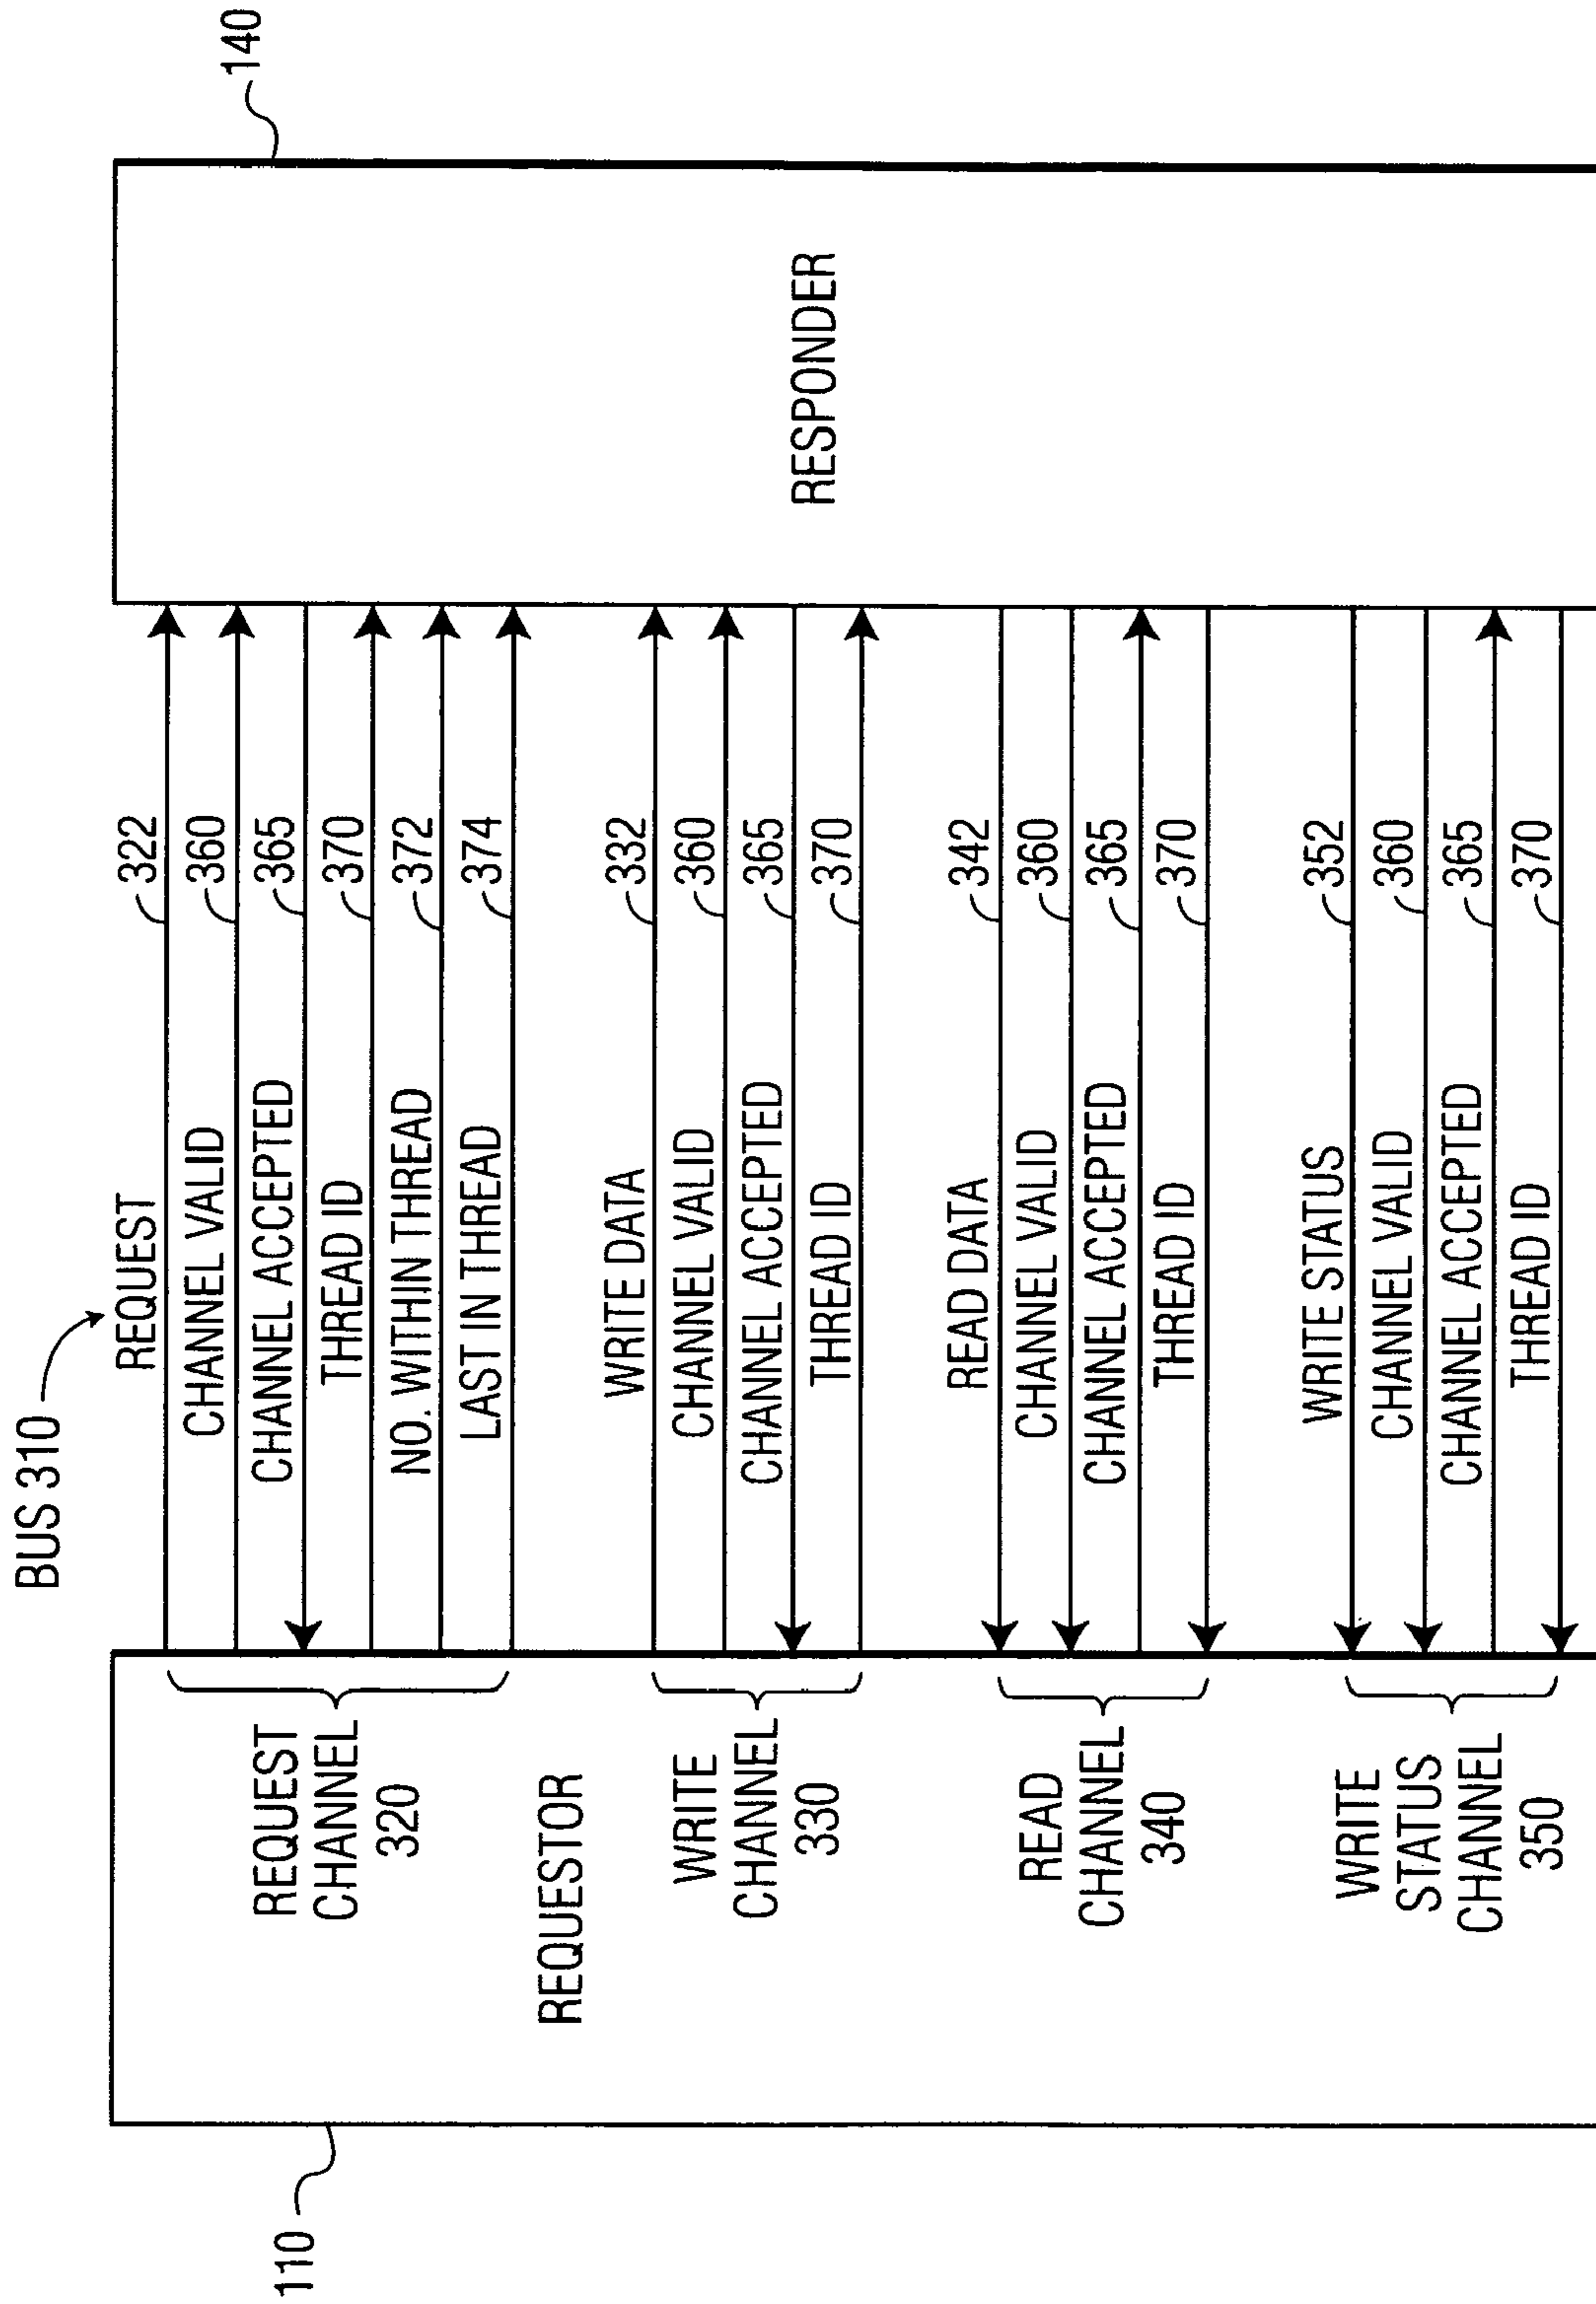 BUS 310
110
140
REQUESTOR
RESPONDER
REQUEST
CHANNEL
320
REQUEST 322
CHANNEL VALID 360
CHANNEL ACCEPTED 365
THREAD ID 370
NO. WITHIN THREAD 372
LAST IN THREAD 374
WRITE
CHANNEL
330
WRITE DATA 332
CHANNEL VALID 360
CHANNEL ACCEPTED 365
THREAD ID 370
READ
CHANNEL
340
READ DATA 342
CHANNEL VALID 360
CHANNEL ACCEPTED 365
THREAD ID 370
WRITE
STATUS
CHANNEL
350
WRITE STATUS 352
CHANNEL VALID 360
CHANNEL ACCEPTED 365
THREAD ID 370